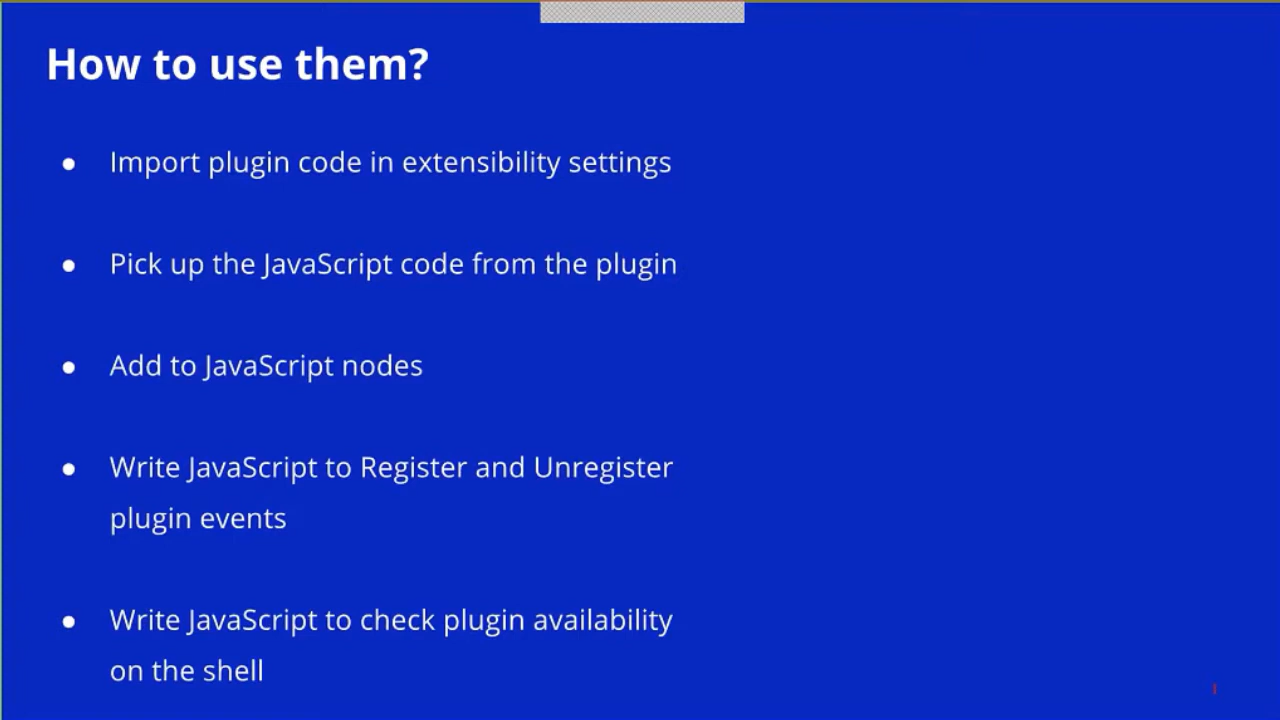 How to use them?
● Import plugin code in extensibility settings
● Pick up the JavaScript code from the plugin
● Add to JavaScript nodes
● Write JavaScript to Register and Unregister
plugin events
● Write JavaScript to check plugin availability
on the shell